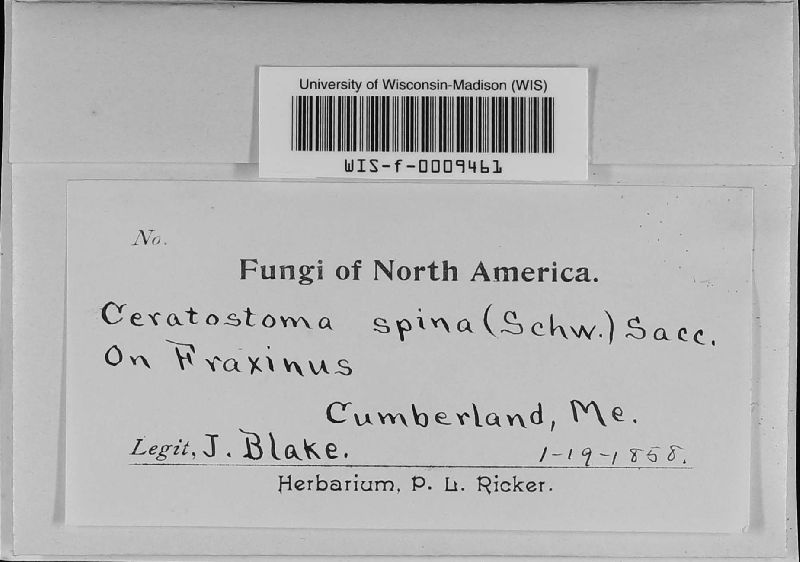 University of Wisconsin-Madison (WIS)
WIS-f-0009461
No.
Fungi of North America.
Ceratostoma spina (Schw.) Sacc.
On Fraxinus
Cumberland, Me.
Legit, J. Blake. 1-19-1858.
Herbarium, P. L. Ricker.